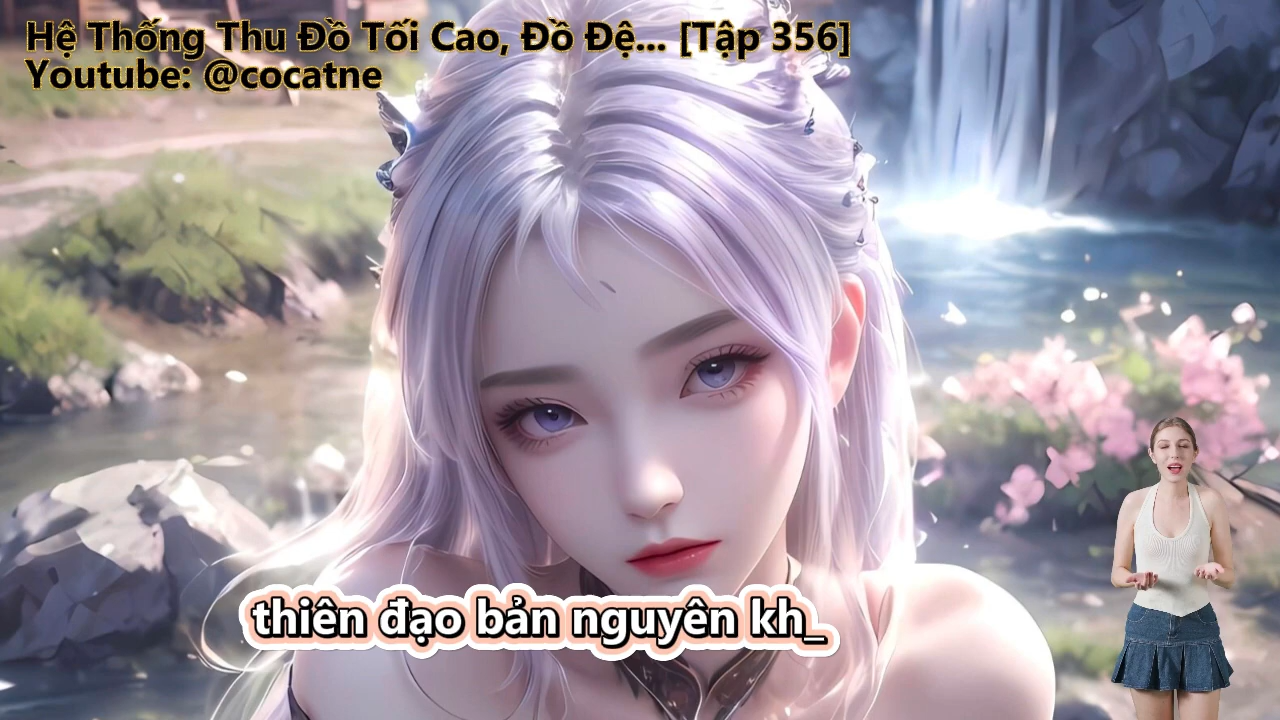 Hệ Thống Thu Đồ Tối Cao, Đồ Đệ... [Tập 356]
Youtube: @cocatne
thiên đạo bản nguyên kh_